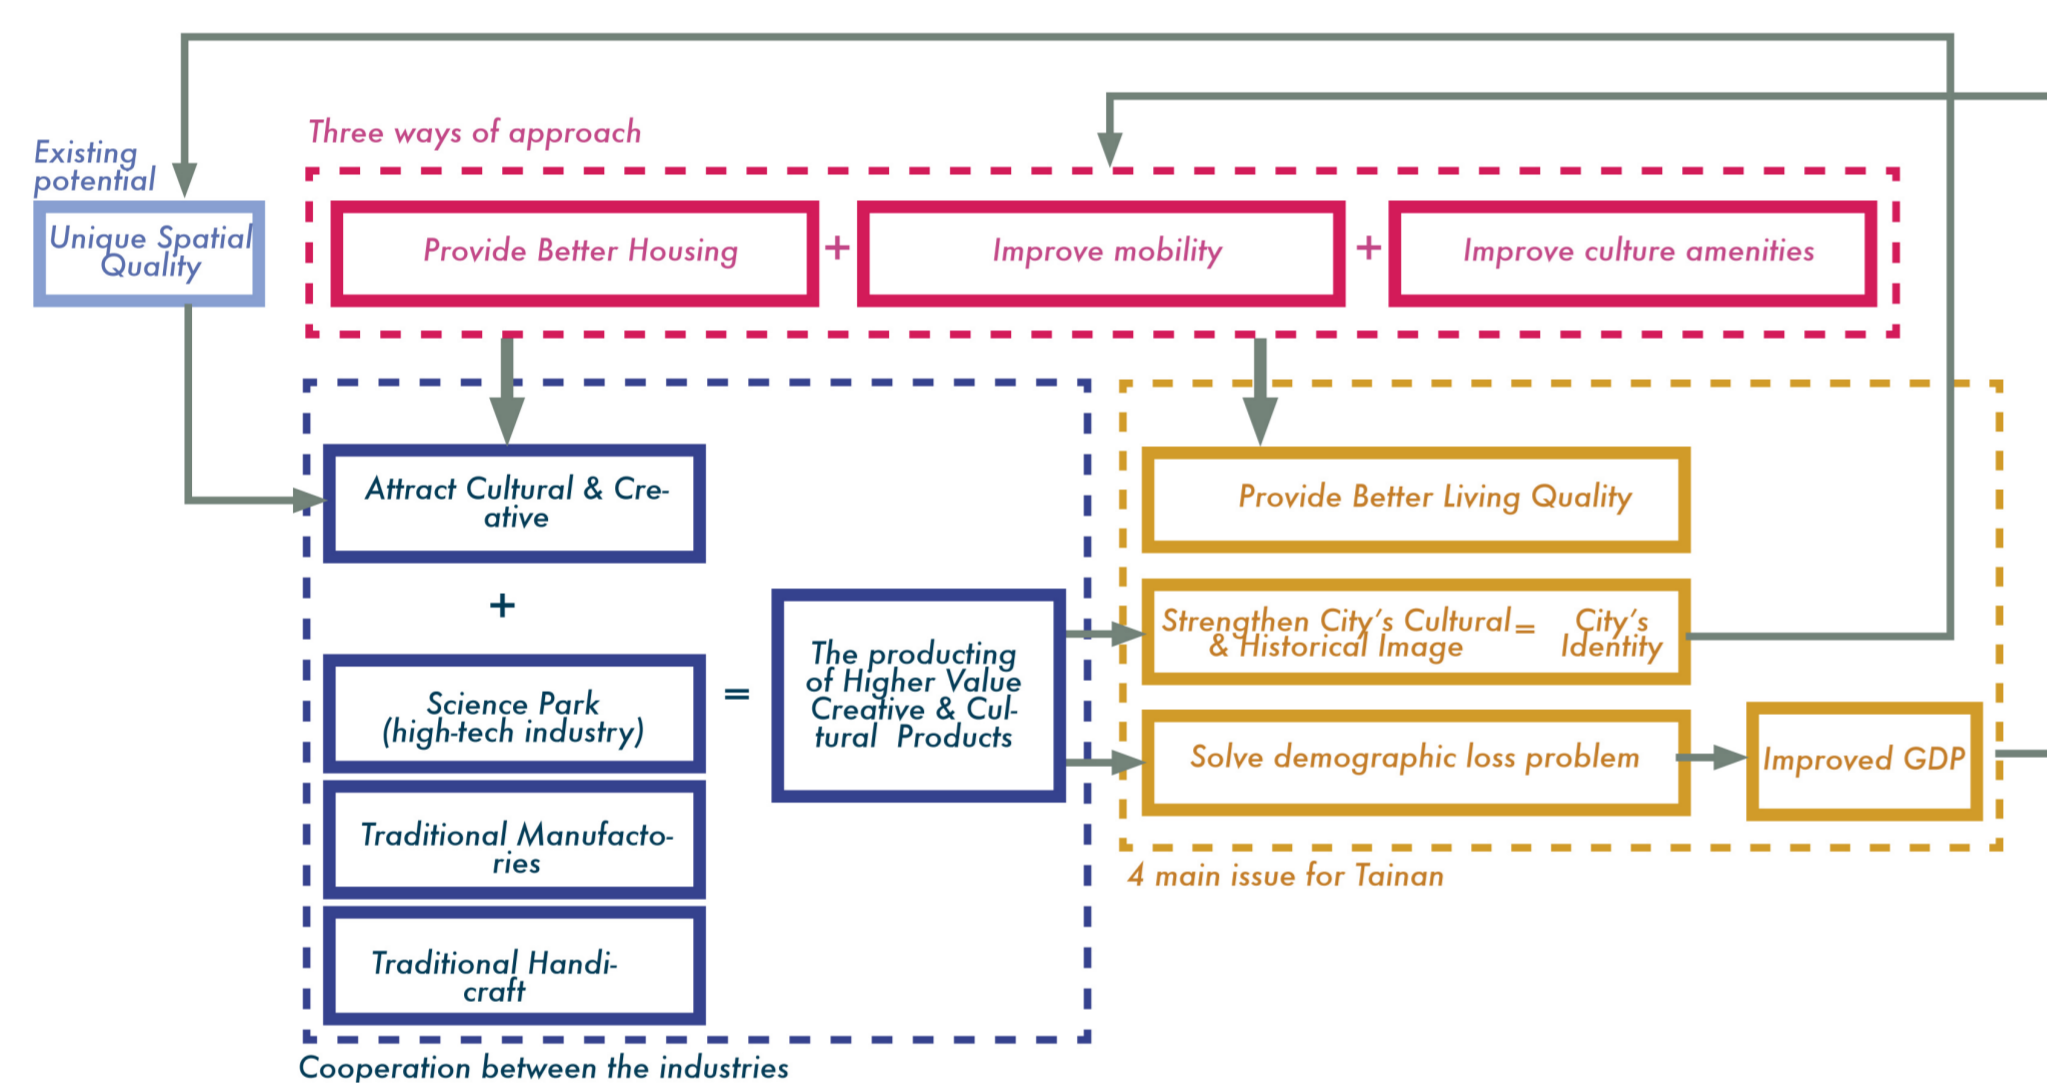 Three ways of approach
Existing
potential
Unique Spatial
Quality
Provide Better Housing
+
Improve mobility
+
Improve culture amenities
Attract Cultural & Cre-
ative
+
Science Park
(high-tech industry)
Traditional Manufacto-
ries
Traditional Handi-
craft
=
The producting
of Higher Value
Creative & Cul-
tural Products
Cooperation between the industries
Provide Better Living Quality
Strengthen City's Cultural
& Historical Image
=
City's
Identity
Solve demographic loss problem
Improved GDP
4 main issue for Tainan